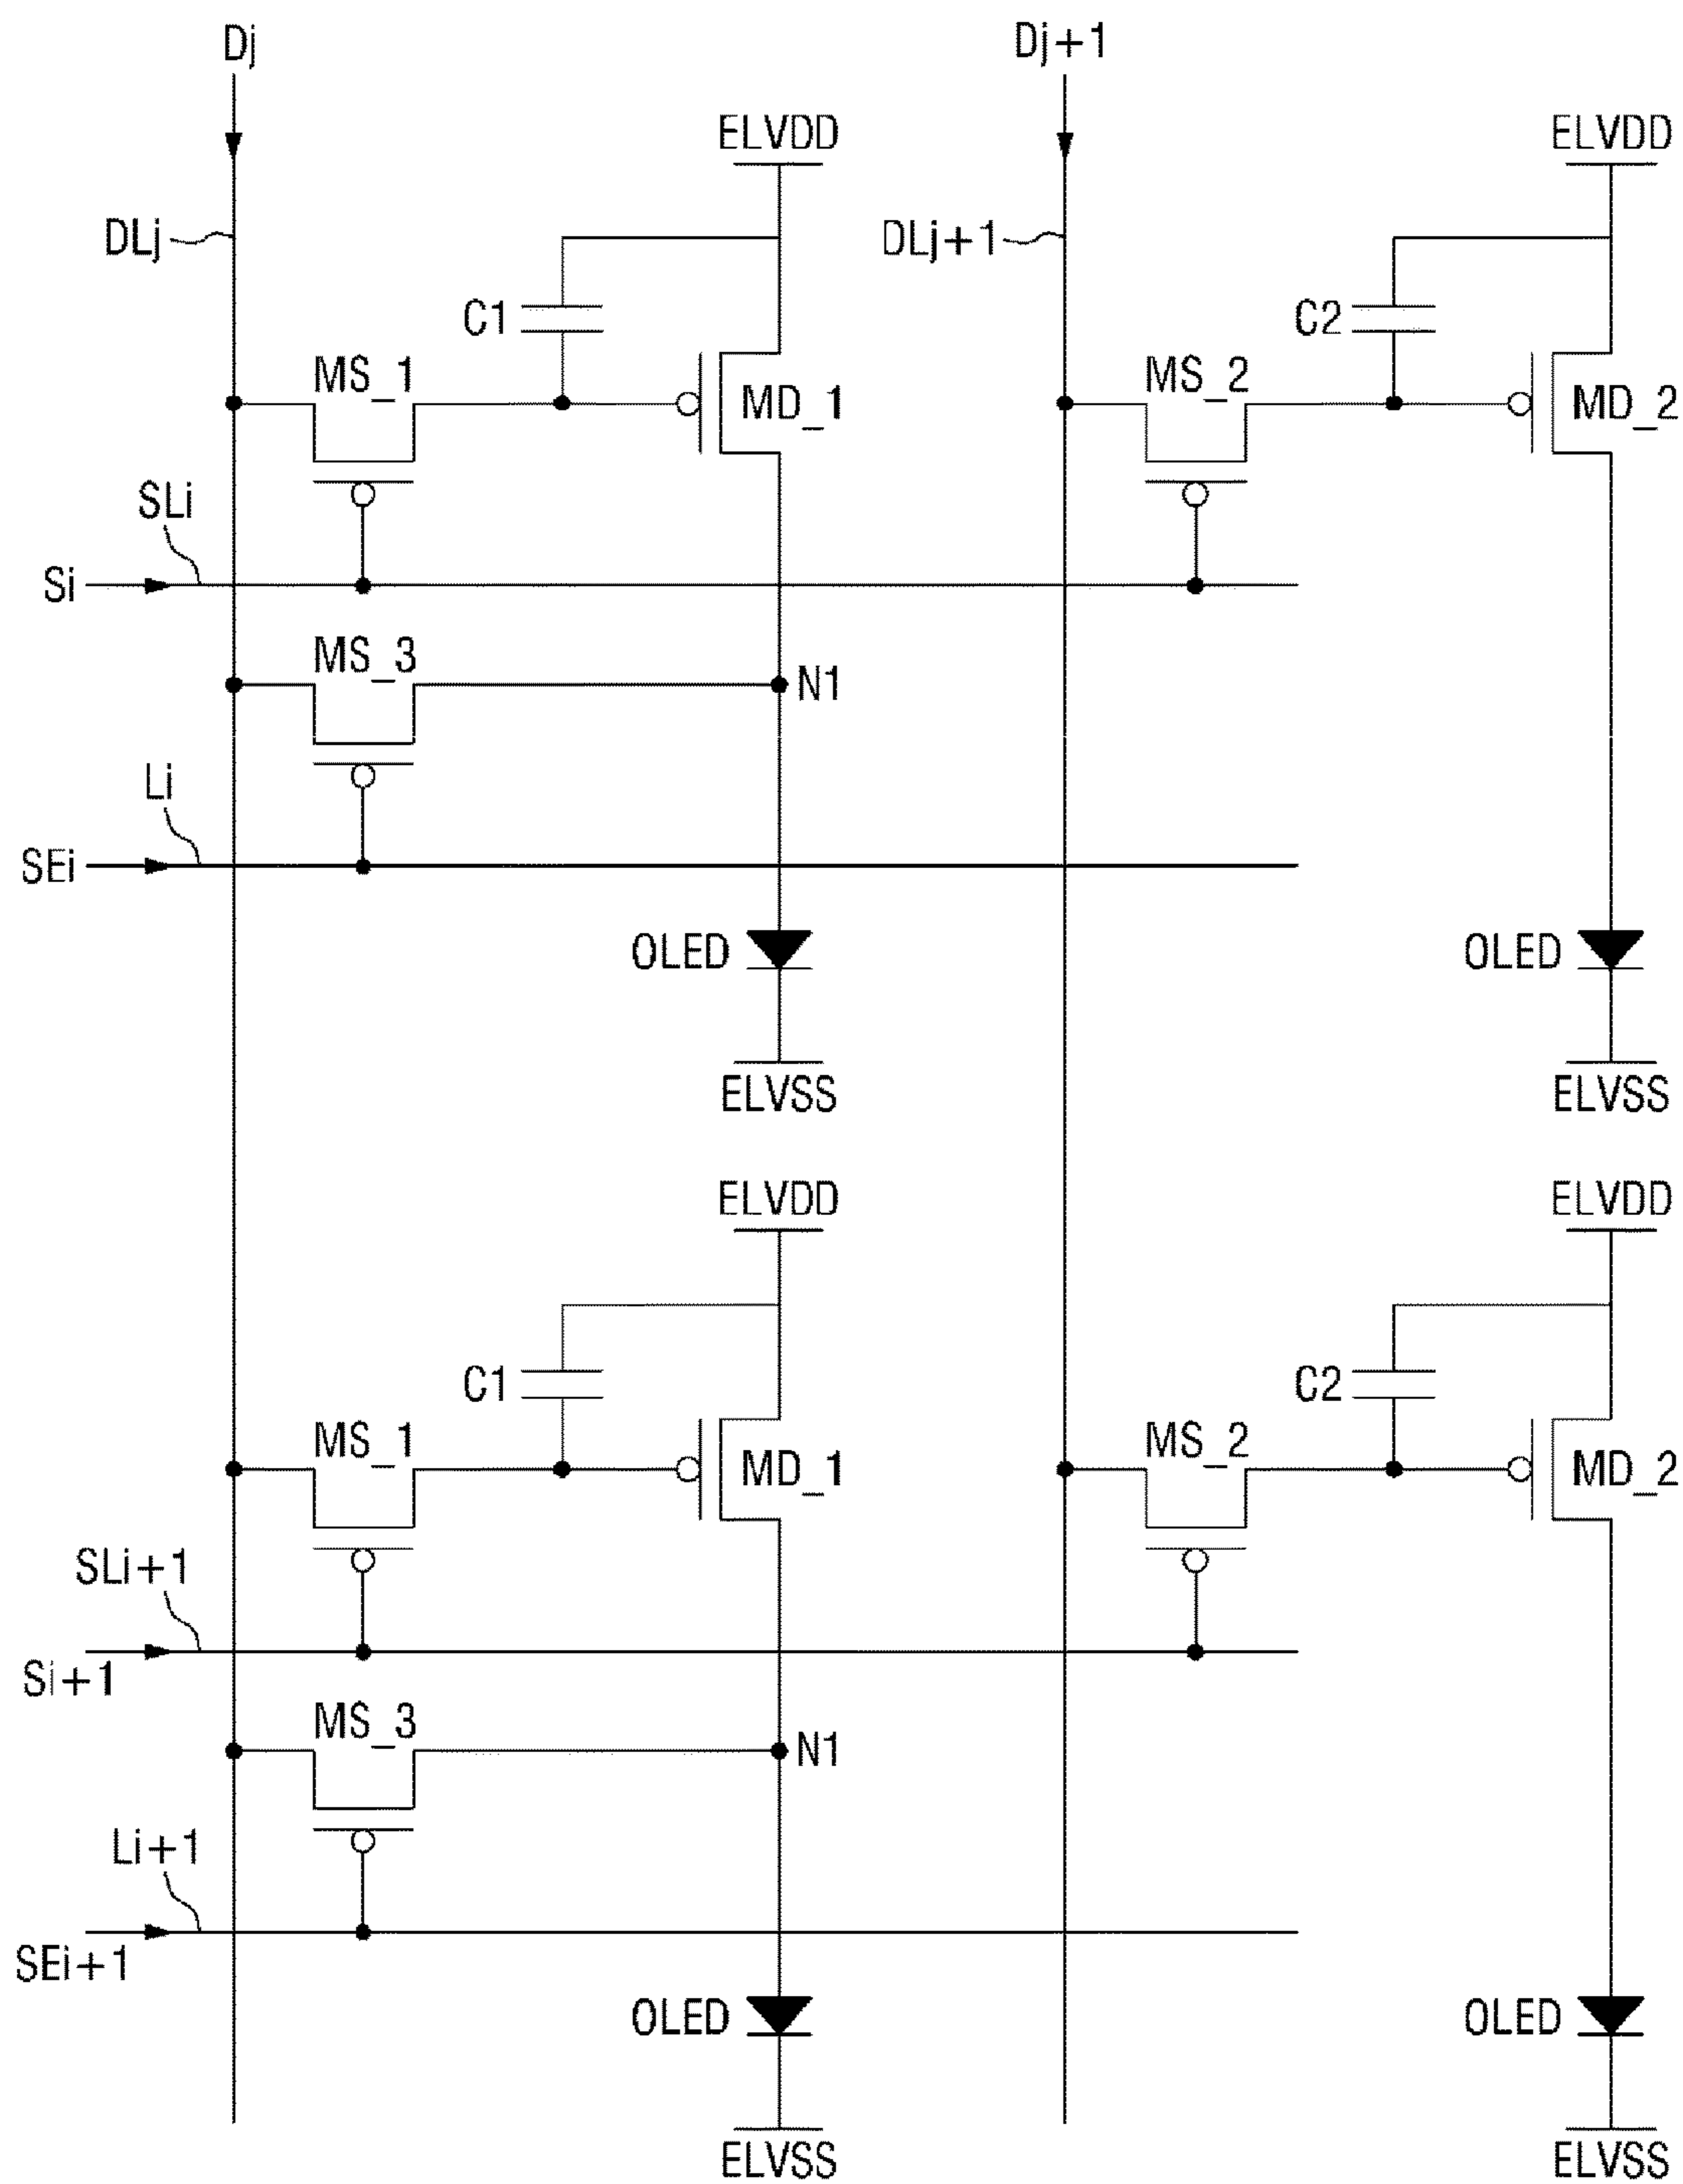 Dj
Dj+1
ELVDD
ELVDD
DLj
DLj+1
C1
C2
MS_1
MD_1
MS_2
MD_2
SLi
Si
MS_3
N1
Li
SEi
OLED
OLED
ELVSS
ELVSS
ELVDD
ELVDD
C1
C2
MS_1
MD_1
MS_2
MD_2
SLi+1
Si+1
MS_3
N1
Li+1
SEi+1
OLED
OLED
ELVSS
ELVSS